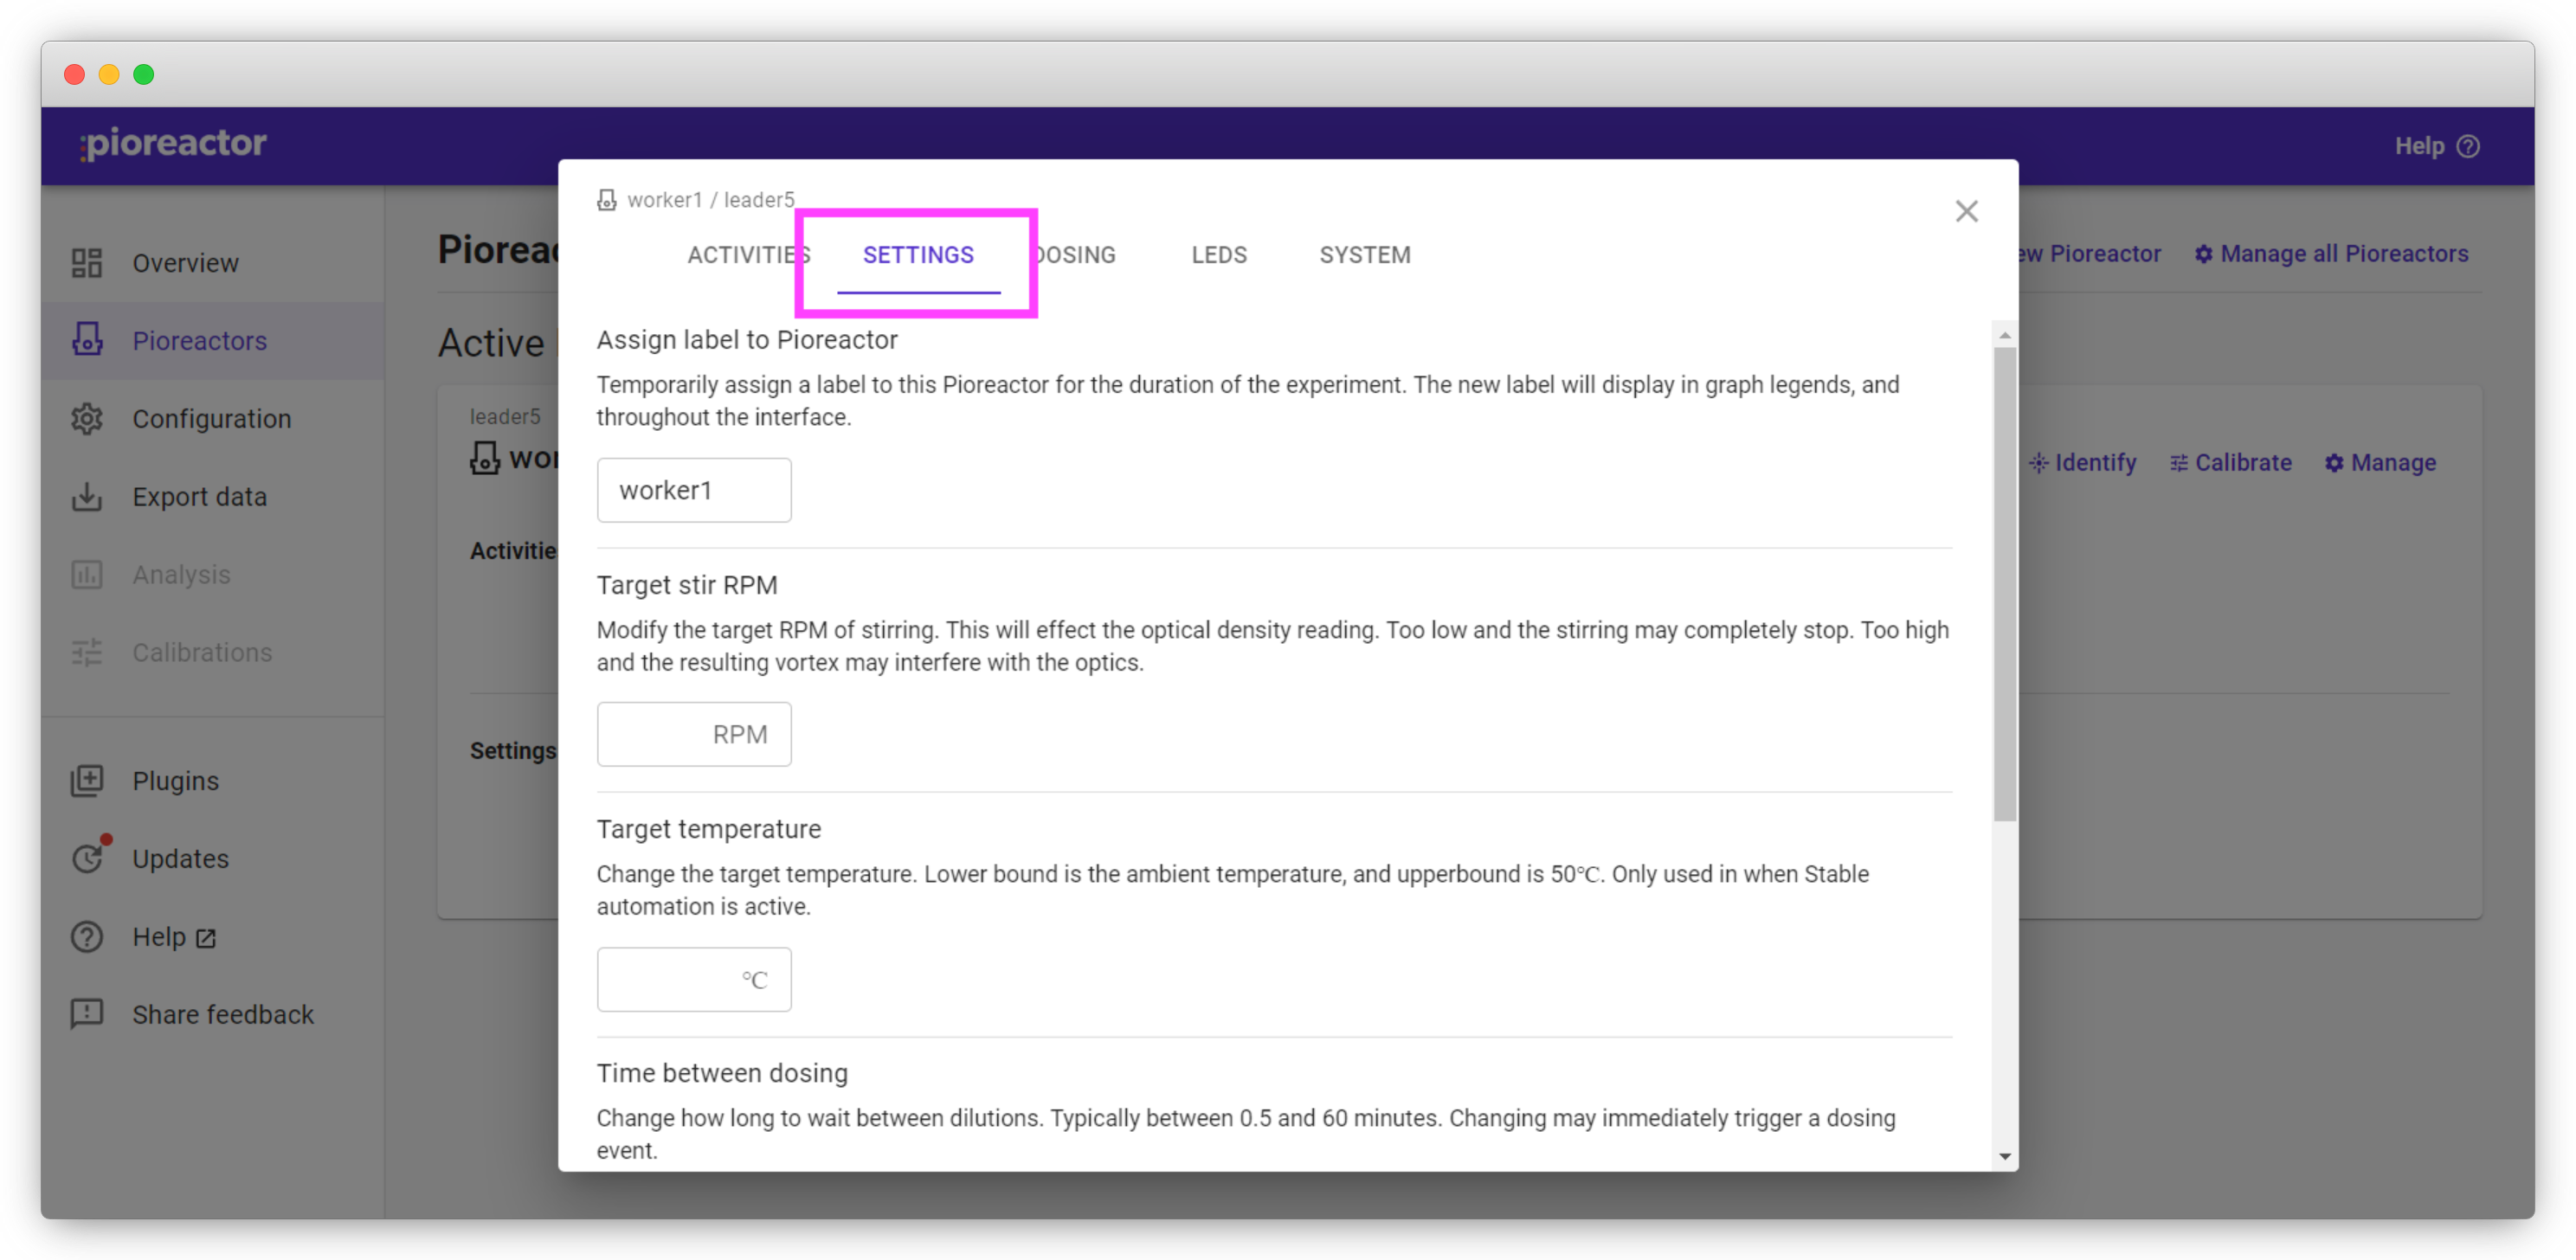 pioreactor
Help
worker1 / leader5
ACTIVITIES SETTINGS DOSING LEDS SYSTEM
Overview
Pioreactors
Configuration
Export data
Analysis
Calibrations
Plugins
Updates
Help
Share feedback
Pioreac
ew Pioreactor Manage all Pioreactors
Active
leader5
wor
Identify Calibrate Manage
Activitie
Settings
Assign label to Pioreactor
Temporarily assign a label to this Pioreactor for the duration of the experiment. The new label will display in graph legends, and
throughout the interface.
worker1
Target stir RPM
Modify the target RPM of stirring. This will effect the optical density reading. Too low and the stirring may completely stop. Too high
and the resulting vortex may interfere with the optics.
RPM
Target temperature
Change the target temperature. Lower bound is the ambient temperature, and upperbound is 50℃. Only used in when Stable
automation is active.
℃
Time between dosing
Change how long to wait between dilutions. Typically between 0.5 and 60 minutes. Changing may immediately trigger a dosing
event.